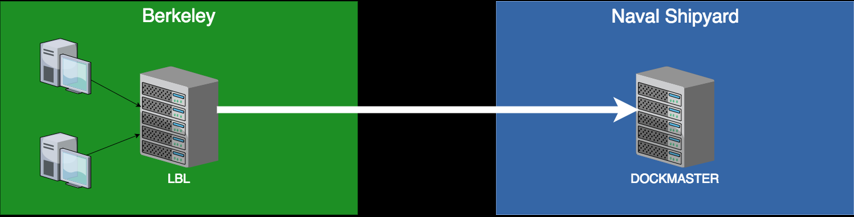 Berkeley
Naval Shipyard
LBL
DOCKMASTER